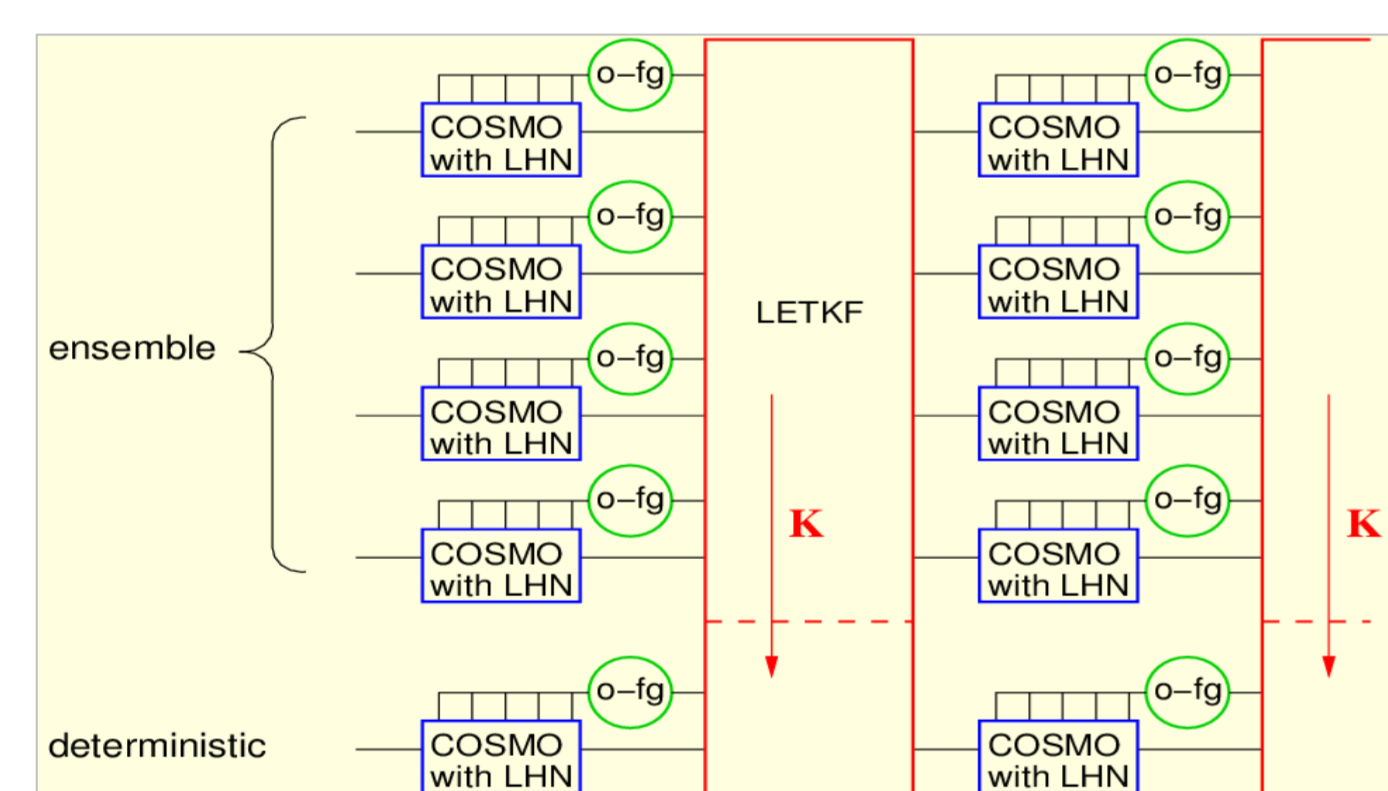 o–fg
o–fg
COSMO
with LHN
COSMO
with LHN
o–fg
o–fg
COSMO
with LHN
COSMO
with LHN
LETKF
ensemble
o–fg
o–fg
COSMO
with LHN
COSMO
with LHN
o–fg
o–fg
K
K
COSMO
with LHN
COSMO
with LHN
o–fg
o–fg
deterministic
COSMO
with LHN
COSMO
with LHN